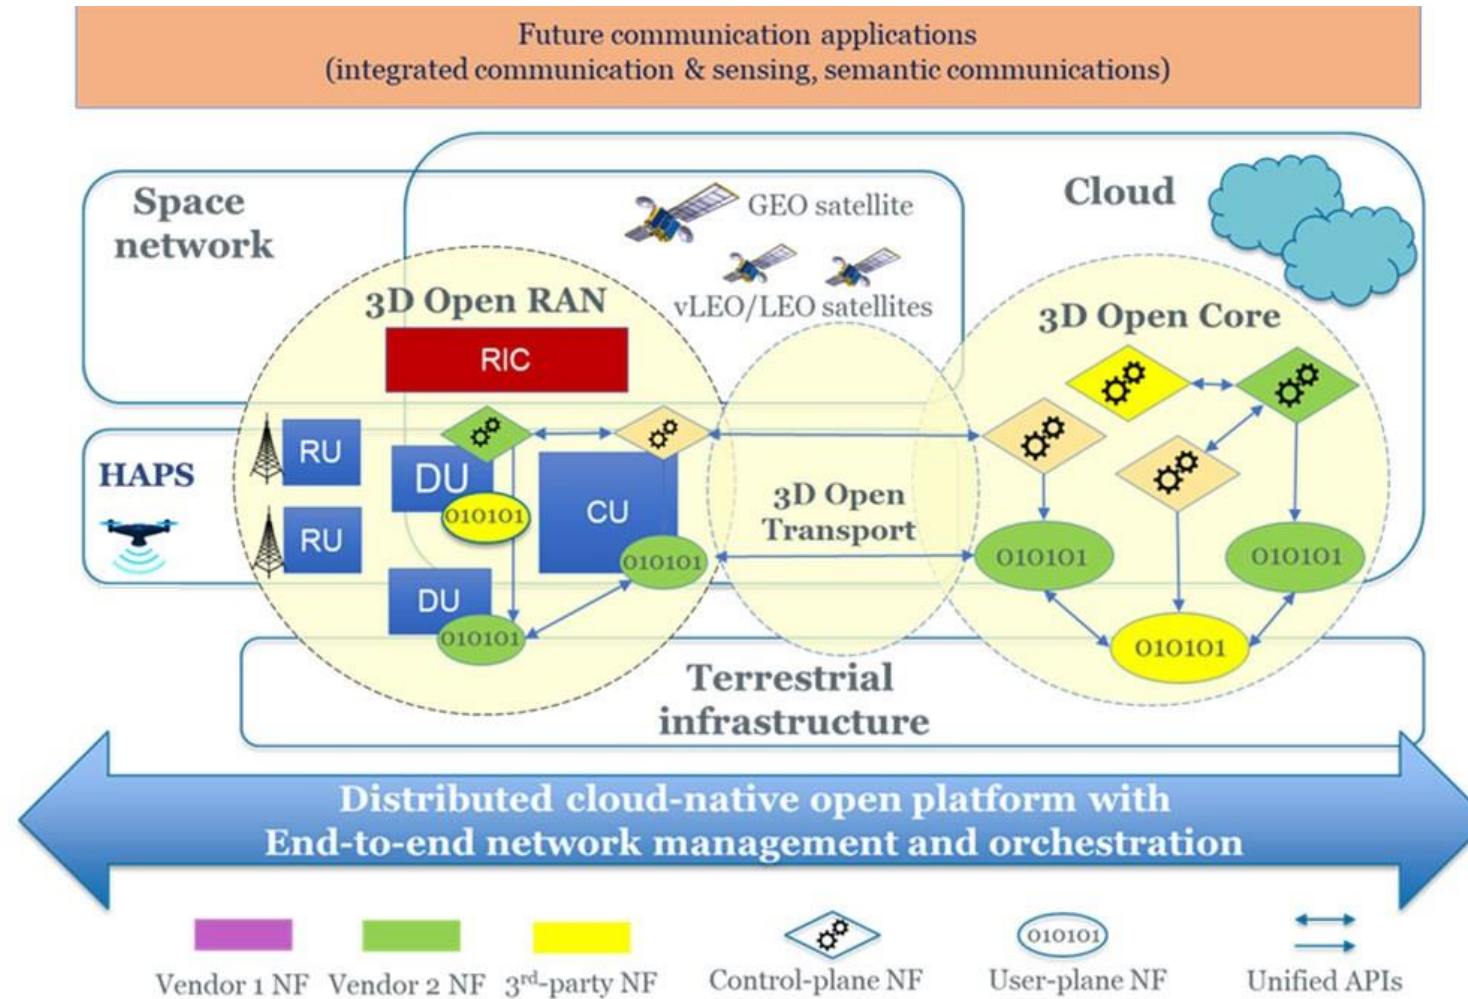 Future communication applications
(integrated communication & sensing, semantic communications)
Space
network
GEO satellite
vLEO/LEO satellites
Cloud
3D Open RAN
RIC
3D Open Core
HAPS
RU
RU
DU
010101
CU
010101
DU
010101
3D Open
Transport
010101
010101
010101
Terrestrial
infrastructure
Distributed cloud-native open platform with
End-to-end network management and orchestration
010101
Vendor 1 NF
Vendor 2 NF
3rd-party NF
Control-plane NF
User-plane NF
Unified APIs